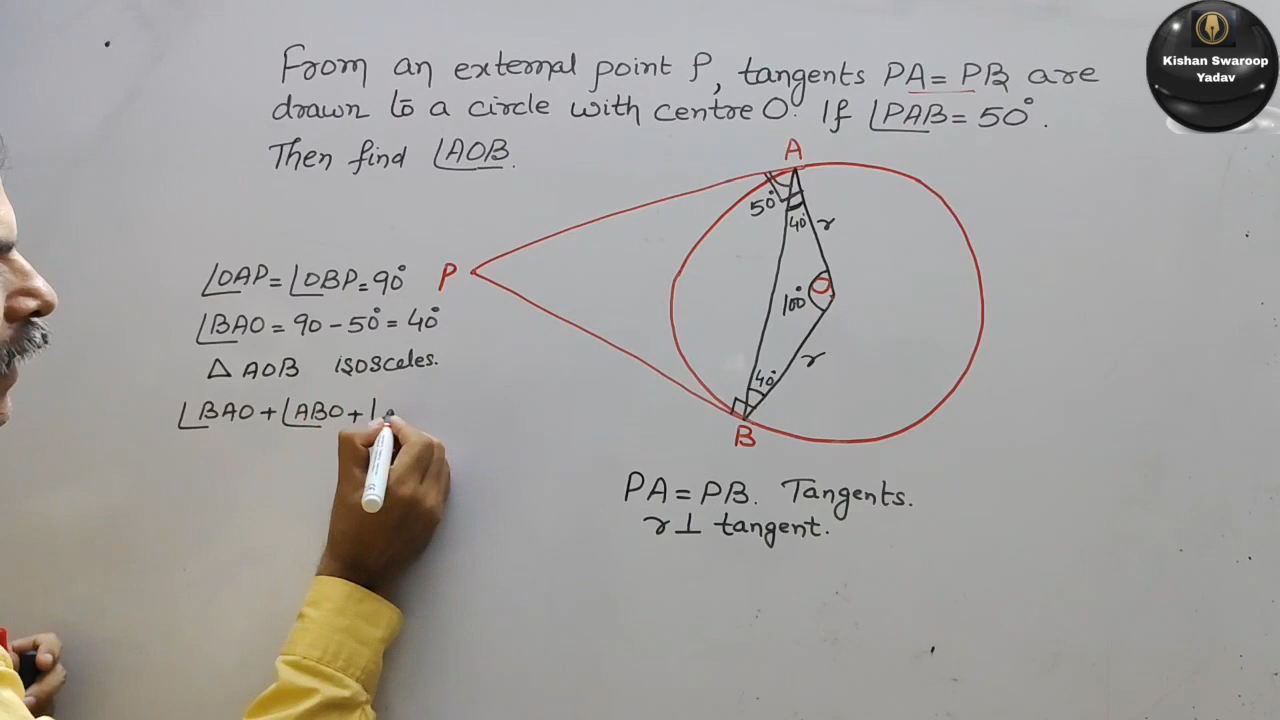 From an external point P, tangents PA = PB are
drawn to a circle with centre O. If ∠PAB = 50°.
Then find ∠AOB.
Kishan Swaroop
Yadav
A
50°
40°
r
P
O
100°
r
40°
B
∠OAP = ∠OBP = 90°
∠BAO = 90 - 50° = 40°
△ AOB isosceles.
∠BAO + ∠ABO + ∠
PA = PB. Tangents.
r ⊥ tangent.